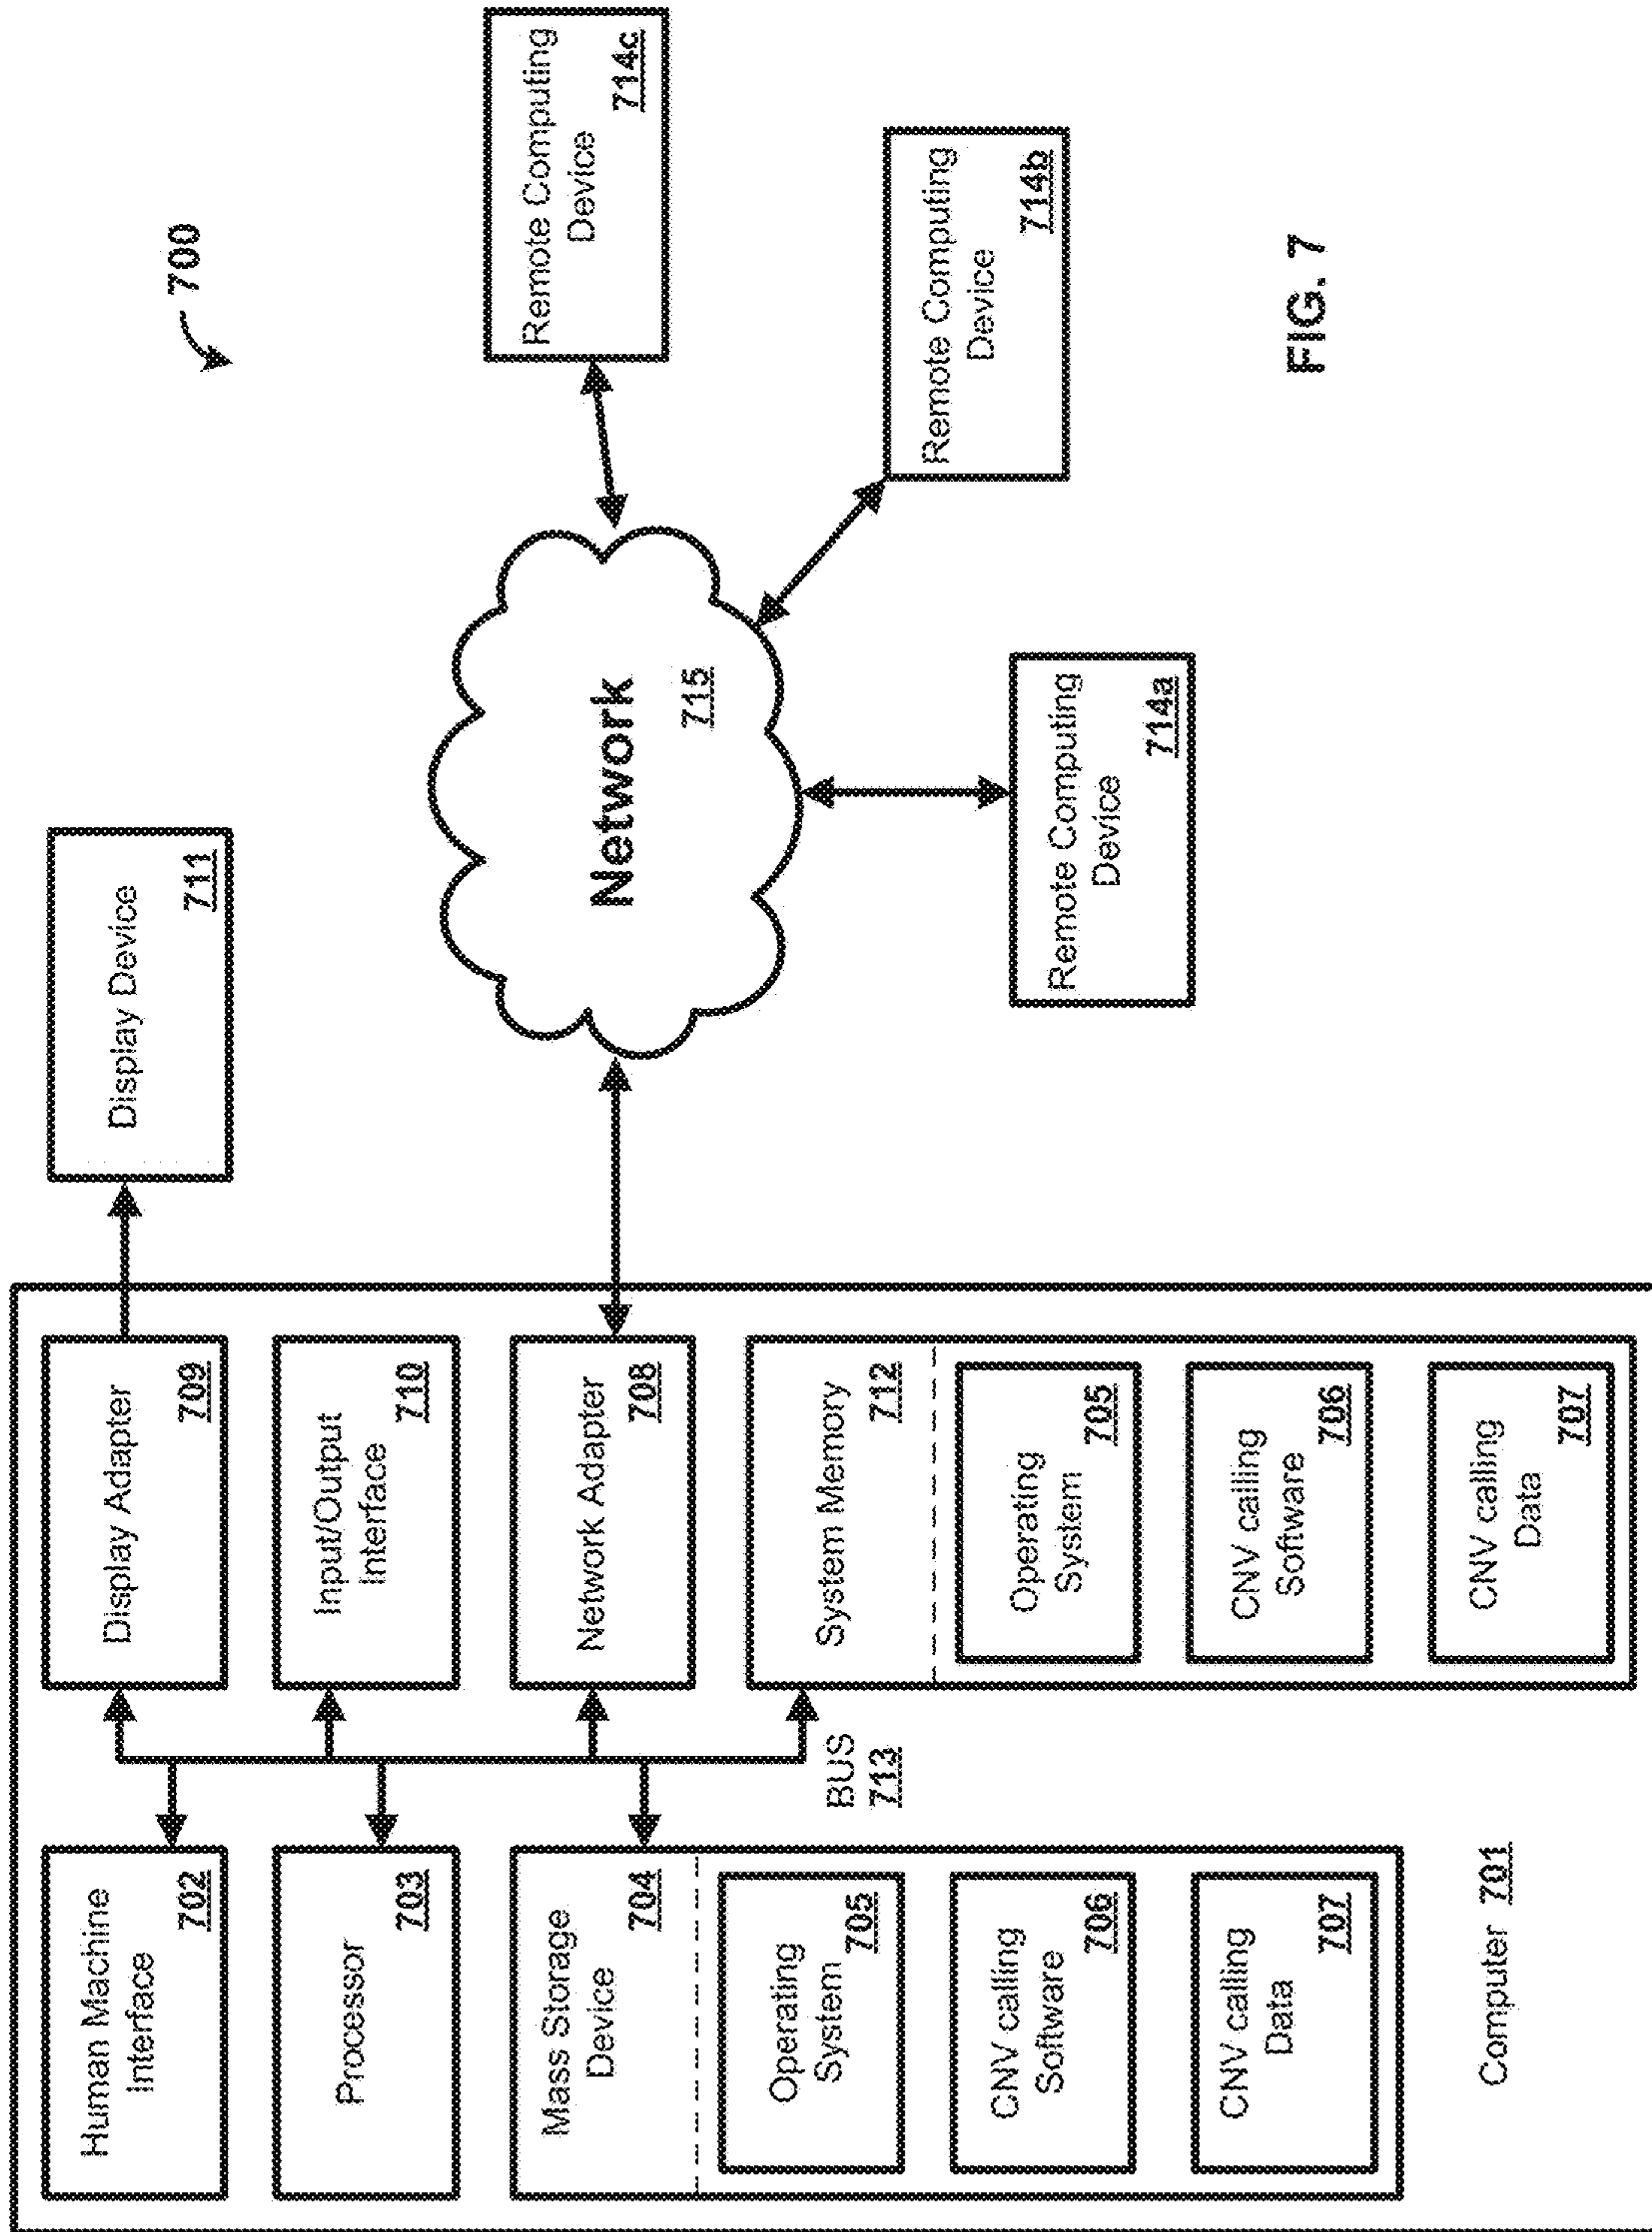 700
Human Machine
Interface
702
Processor
703
Mass Storage
Device
704
Operating
System
705
CNV calling
Software
706
CNV calling
Data
707
Computer 701
BUS
713
Display Adapter
709
Input/Output
Interface
710
Network Adapter
708
System Memory
712
Operating
System
705
CNV calling
Software
706
CNV calling
Data
707
Display Device
711
Network
715
Remote Computing
Device
714a
Remote Computing
Device
714b
Remote Computing
Device
714c
FIG. 7